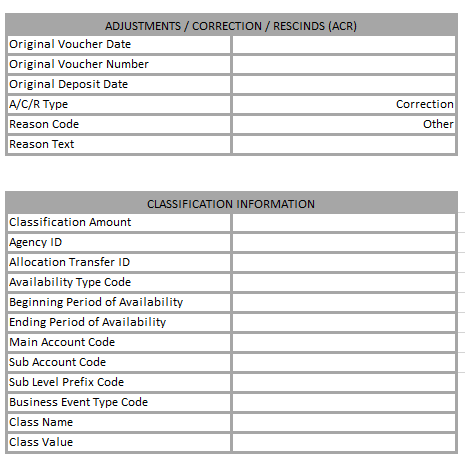 ADJUSTMENTS / CORRECTION / RESCINDS (ACR)
Original Voucher Date
Original Voucher Number
Original Deposit Date
A/C/R Type Correction
Reason Code Other
Reason Text
CLASSIFICATION INFORMATION
Classification Amount
Agency ID
Allocation Transfer ID
Availability Type Code
Beginning Period of Availability
Ending Period of Availability
Main Account Code
Sub Account Code
Sub Level Prefix Code
Business Event Type Code
Class Name
Class Value